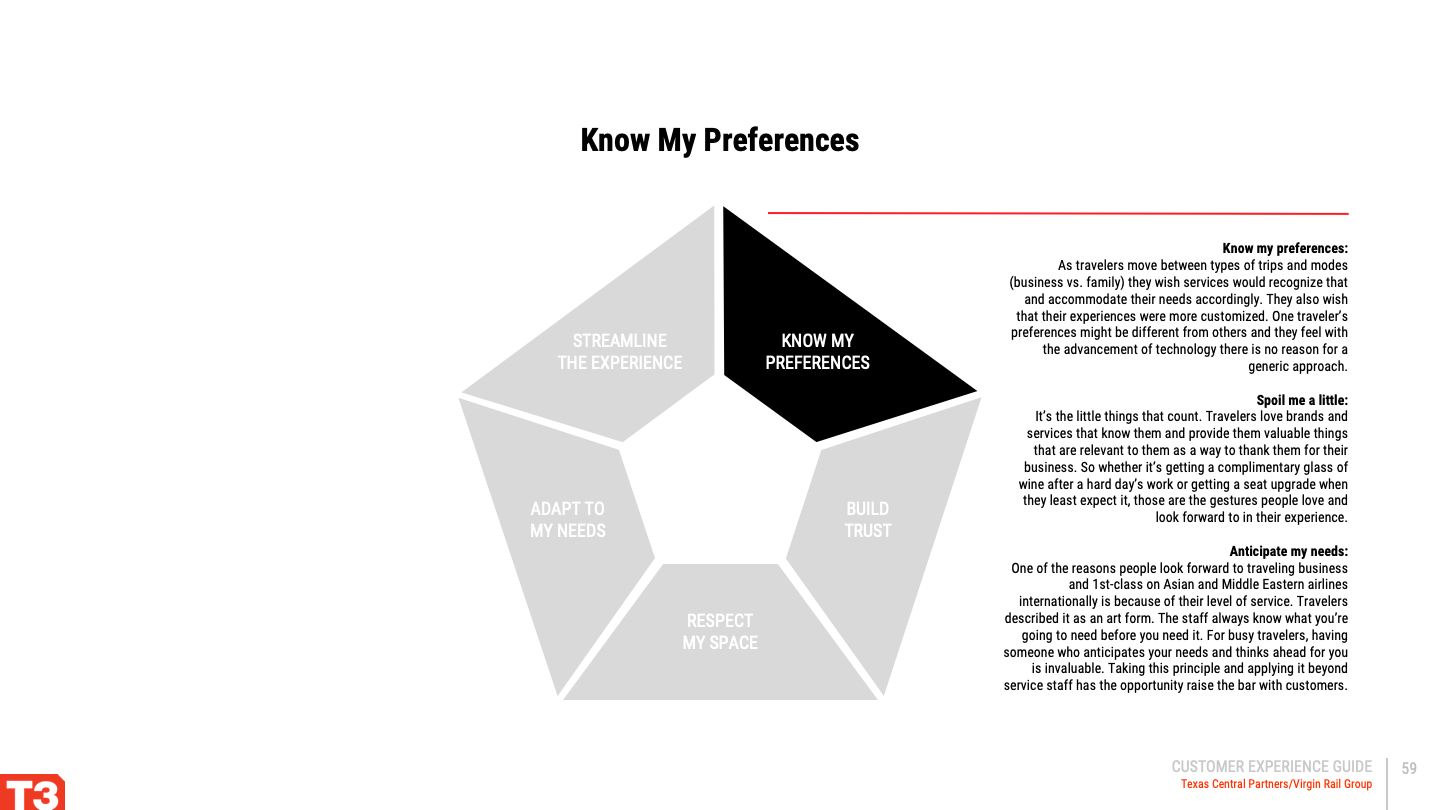 Know My Preferences
STREAMLINE
THE EXPERIENCE
KNOW MY
PREFERENCES
ADAPT TO
MY NEEDS
BUILD
TRUST
RESPECT
MY SPACE
Know my preferences:
As travelers move between types of trips and modes
(business vs. family) they wish services would recognize that
and accommodate their needs accordingly. They also wish
that their experiences were more customized. One traveler's
preferences might be different from others and they feel with
the advancement of technology there is no reason for a
generic approach.
Spoil me a little:
It's the little things that count. Travelers love brands and
services that know them and provide them valuable things
that are relevant to them as a way to thank them for their
business. So whether it's getting a complimentary glass of
wine after a hard day's work or getting a seat upgrade when
they least expect it, those are the gestures people love and
look forward to in their experience.
Anticipate my needs:
One of the reasons people look forward to traveling business
and 1st-class on Asian and Middle Eastern airlines
internationally is because of their level of service. Travelers
described it as an art form. The staff always know what you're
going to need before you need it. For busy travelers, having
someone who anticipates your needs and thinks ahead for you
is invaluable. Taking this principle and applying it beyond
service staff has the opportunity raise the bar with customers.
T3
CUSTOMER EXPERIENCE GUIDE
Texas Central Partners/Virgin Rail Group
59